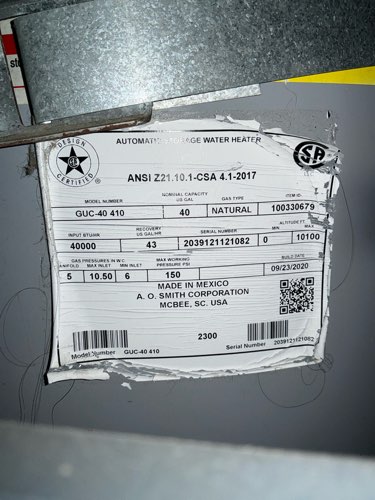 st
DESIGN
CERTIFIED
AUTOMATIC STORAGE WATER HEATER
ANSI Z21.10.1-CSA 4.1-2017
MODEL NUMBER NOMINAL CAPACITY US GAL GAS TYPE ITEM ID
GUC-40 410 40 NATURAL 100330679
INPUT BTU/HR RECOVERY US GAL/HR SERIAL NUMBER ALTITUDE FT. MIN MAX
40000 43 2039121121082 0 10100
GAS PRESSURES IN W.C. MAX WORKING PRESSURE PSI BUILD DATE
ANIFOLD MAX INLET MIN INLET
5 10.50 6 150 09/23/2020
MADE IN MEXICO
A. O. SMITH CORPORATION
MCBEE, SC. USA
2300
Model Number GUC-40 410 Serial Number 2039121121082